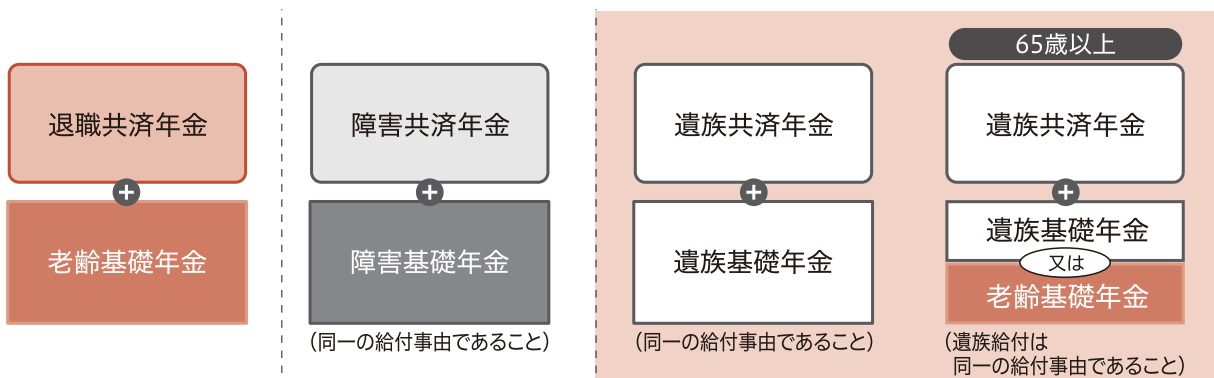 退職共済年金
+
老齢基礎年金
障害共済年金
+
障害基礎年金
(同一の給付事由であること)
遺族共済年金
+
遺族基礎年金
(同一の給付事由であること)
65歳以上
遺族共済年金
+
遺族基礎年金
又は
老齢基礎年金
(遺族給付は
同一の給付事由であること)